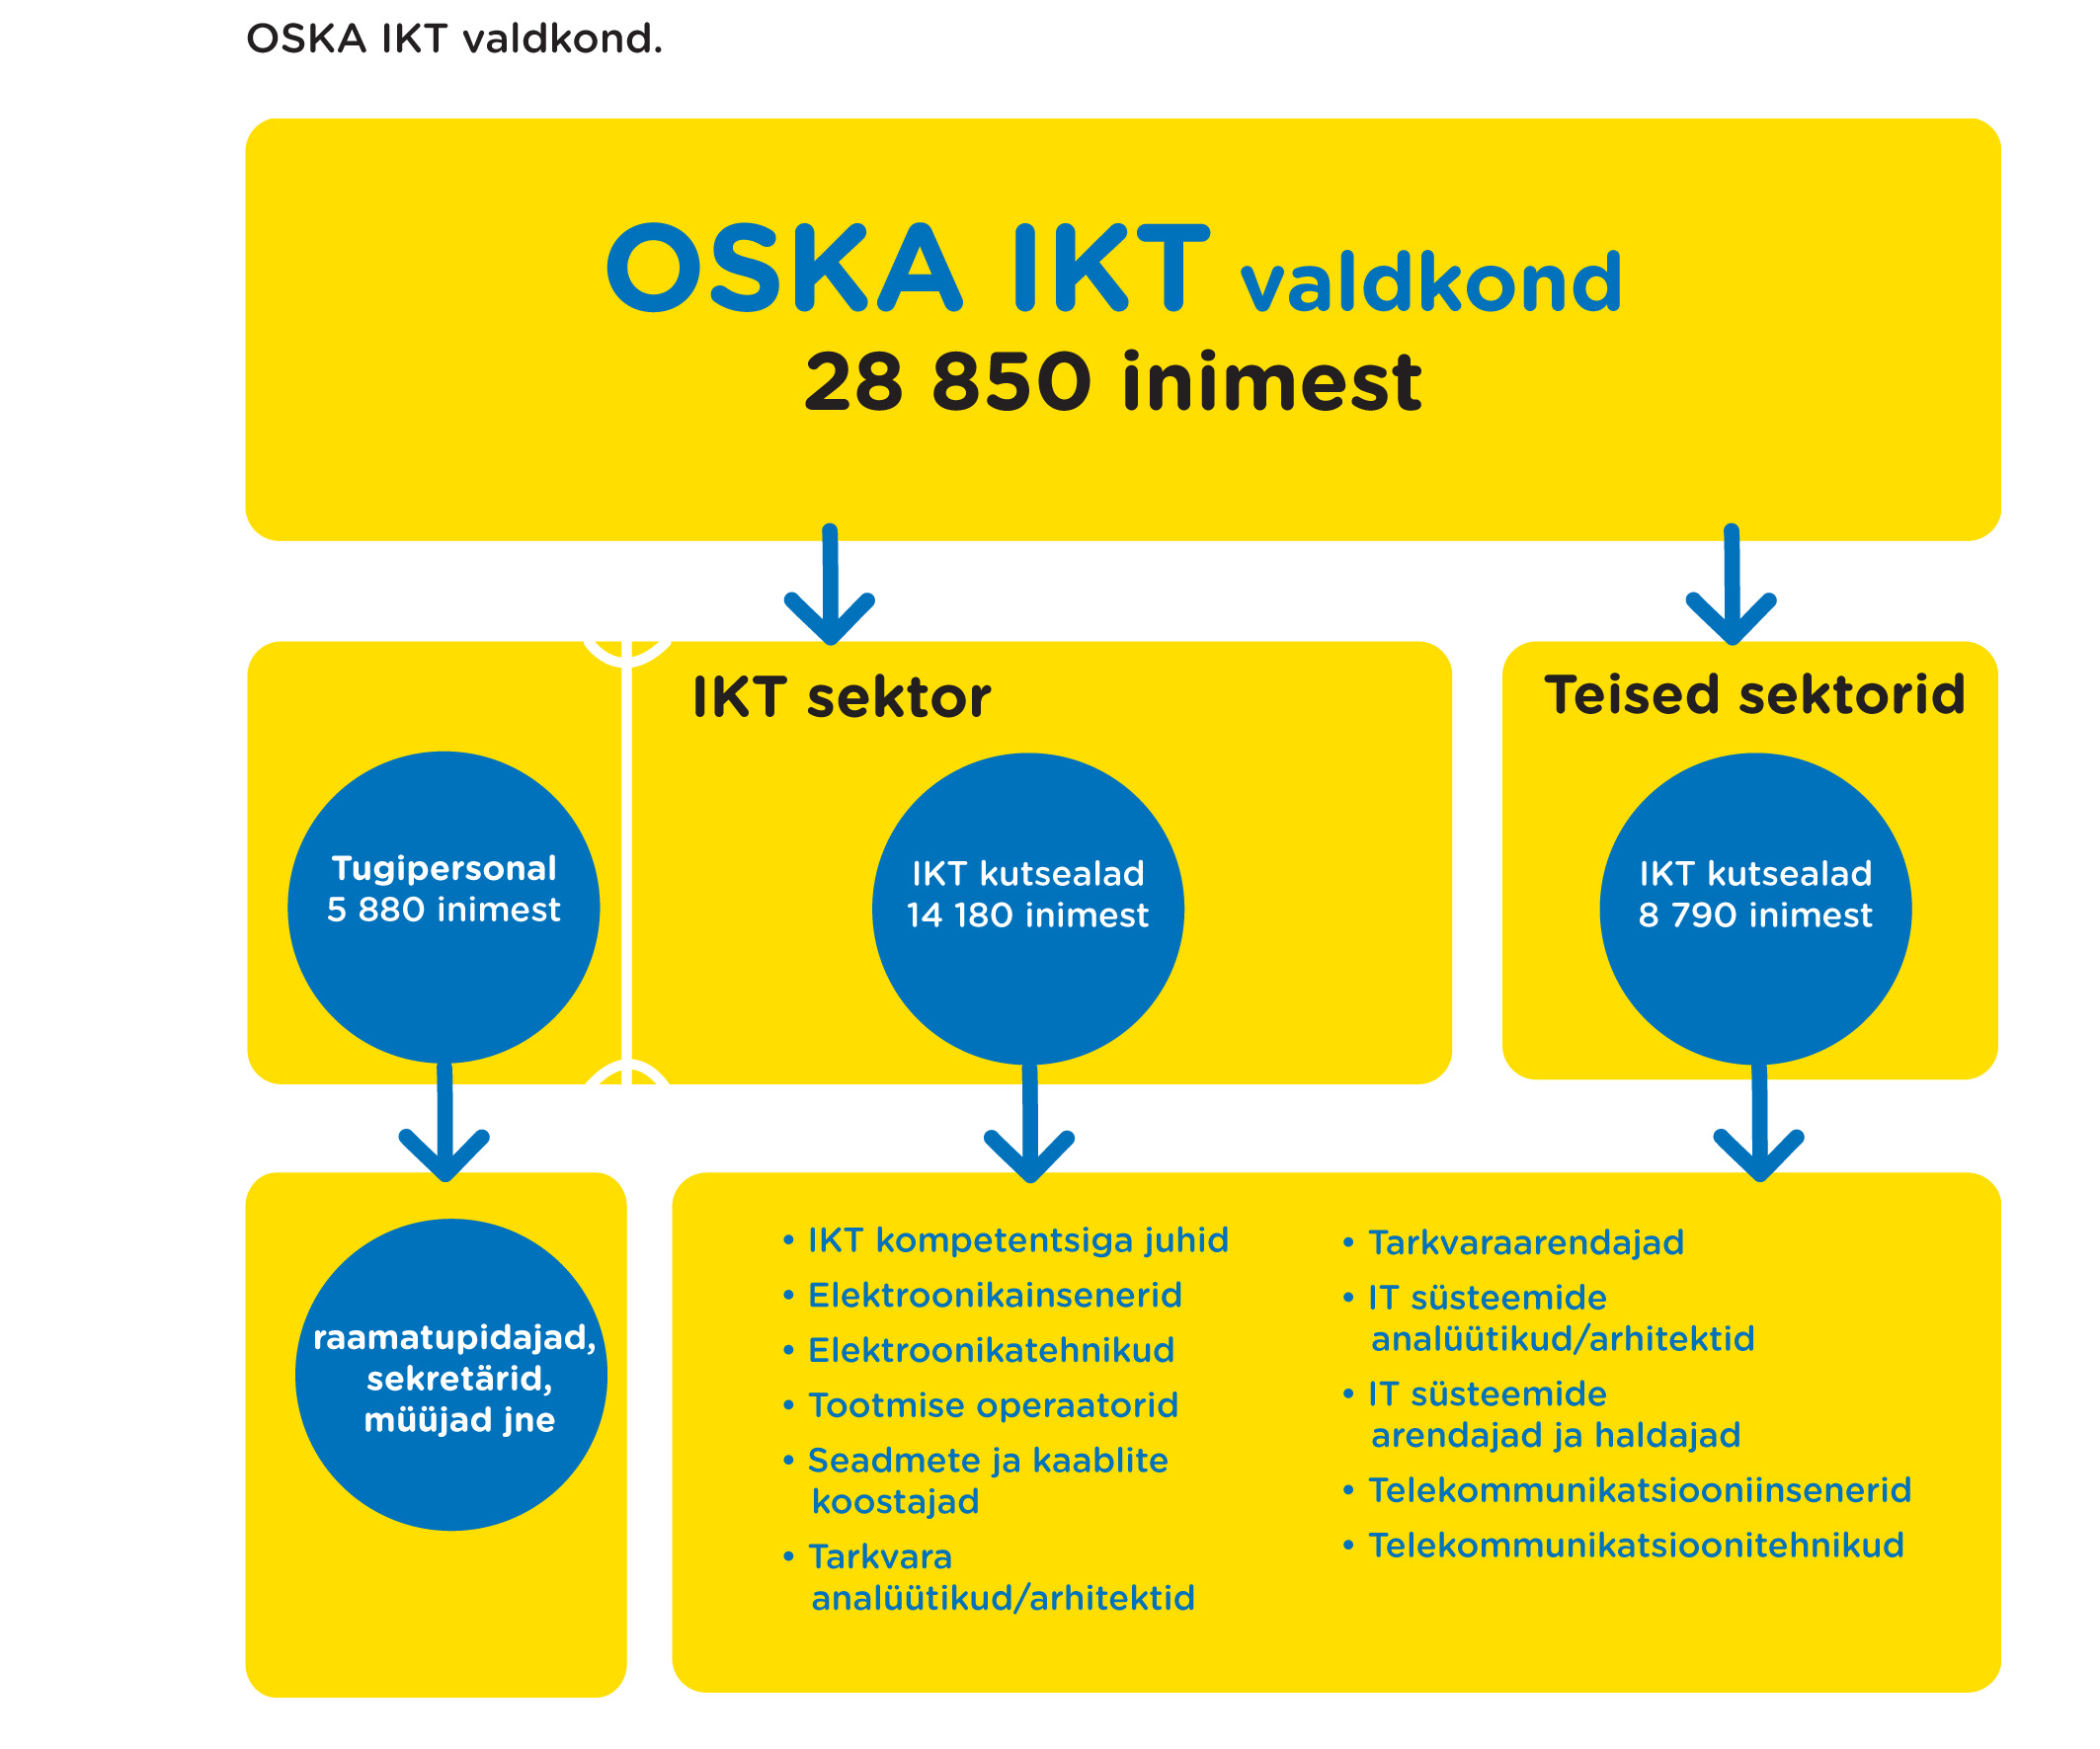 OSKA IKT valdkond.
OSKA IKT valdkond
28 850 inimest
IKT sektor
Teised sektorid
Tugipersonal
5 880 inimest
IKT kutsealad
14 180 inimest
IKT kutsealad
8 790 inimest
raamatupidajad,
sekretärid,
müüjad jne
• IKT kompetentsiga juhid
• Elektroonikainsenerid
• Elektroonikatehnikud
• Tootmise operaatorid
• Seadmete ja kaablite
koostajad
• Tarkvara
analüütikud/arhitektid
• Tarkvaraarendajad
• IT süsteemide
analüütikud/arhitektid
• IT süsteemide
arendajad ja haldajad
• Telekommunikatsiooniinsenerid
• Telekommunikatsioonitehnikud